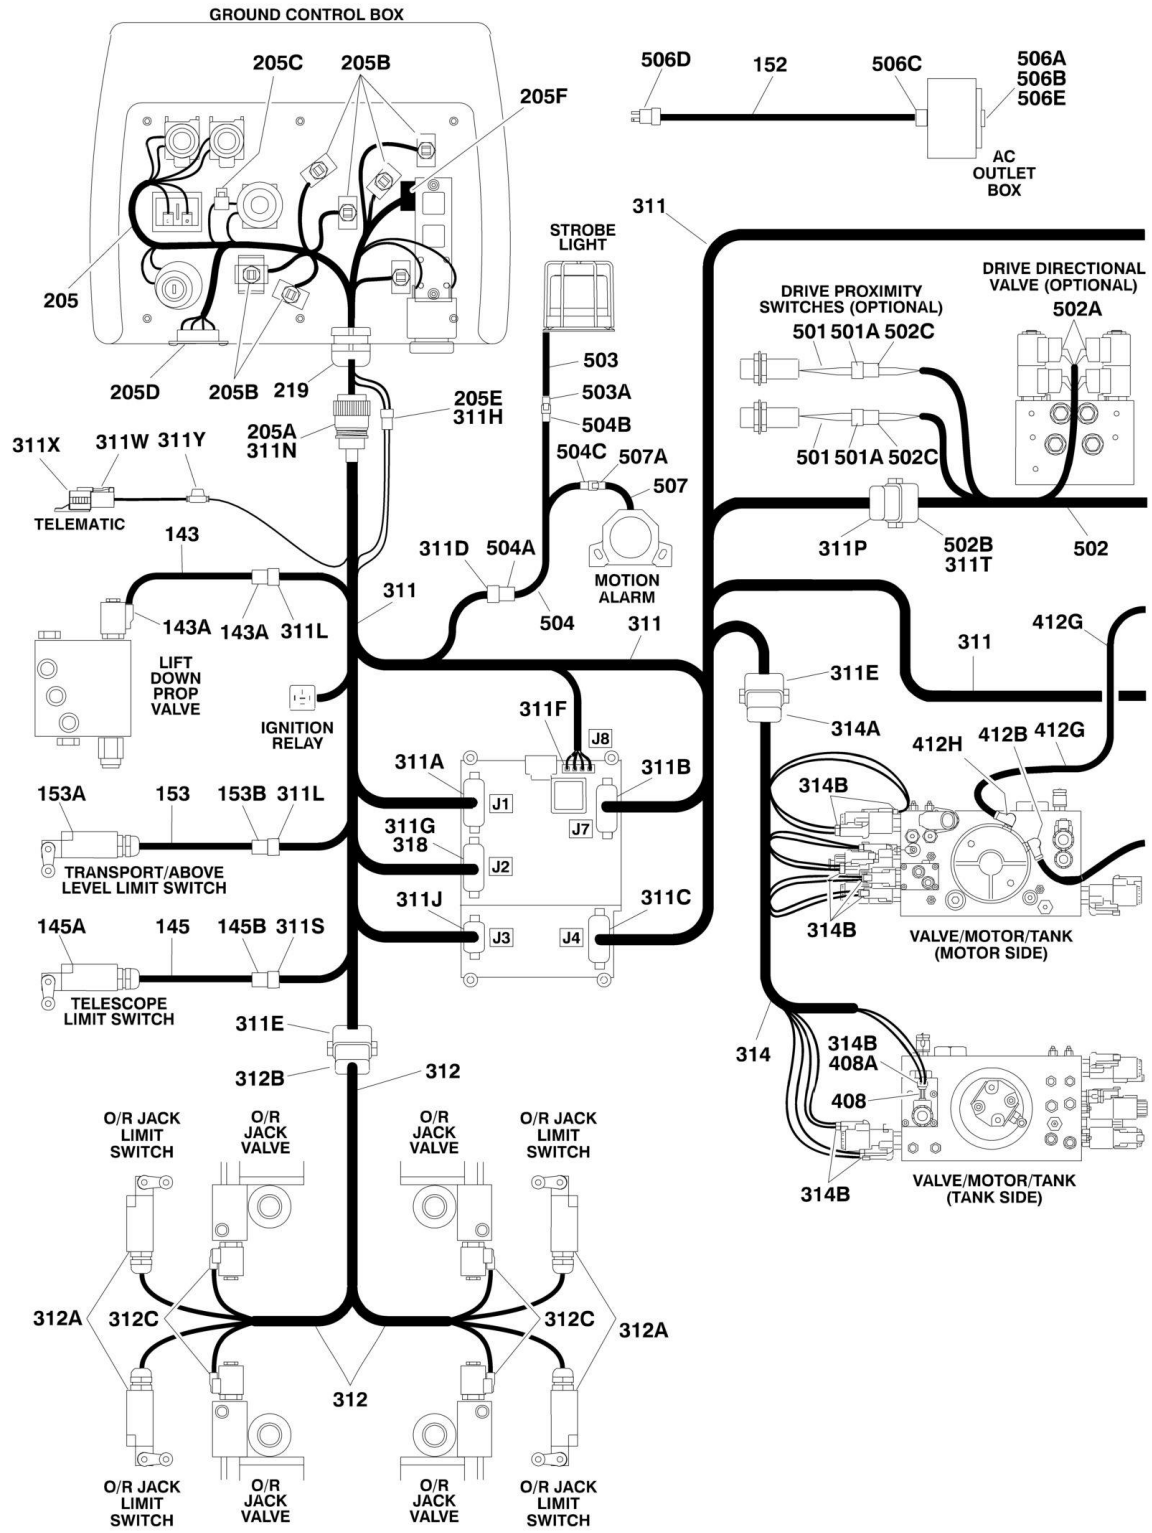 GROUND CONTROL BOX
205C
205B
205F
205
205D
205B
219
205A
311N
205E
311H
506D
152
506C
506A
506B
506E
AC
OUTLET
BOX
311
STROBE
LIGHT
503
503A
504B
504C
507A
507
MOTION
ALARM
311D
504A
504
DRIVE PROXIMITY
SWITCHES (OPTIONAL)
501
501A
502C
501
501A
502C
DRIVE DIRECTIONAL
VALVE (OPTIONAL)
502A
311P
502B
311T
502
311X
311W
311Y
TELEMATIC
143
143A
143A
311L
LIFT
DOWN
PROP
VALVE
311
311
IGNITION
RELAY
311F
J8
311A
J1
311B
J7
311G
318
J2
311J
J3
311C
J4
311E
314A
311
412G
412H
412B
412G
314B
314B
VALVE/MOTOR/TANK
(MOTOR SIDE)
153A
153
153B
311L
TRANSPORT/ABOVE
LEVEL LIMIT SWITCH
145A
145
145B
311S
TELESCOPE
LIMIT SWITCH
311E
312B
312
314
314B
408A
408
314B
VALVE/MOTOR/TANK
(TANK SIDE)
O/R JACK
LIMIT
SWITCH
O/R
JACK
VALVE
O/R
JACK
VALVE
O/R JACK
LIMIT
SWITCH
312A
312C
312C
312A
312
O/R JACK
LIMIT
SWITCH
O/R
JACK
VALVE
O/R
JACK
VALVE
O/R JACK
LIMIT
SWITCH